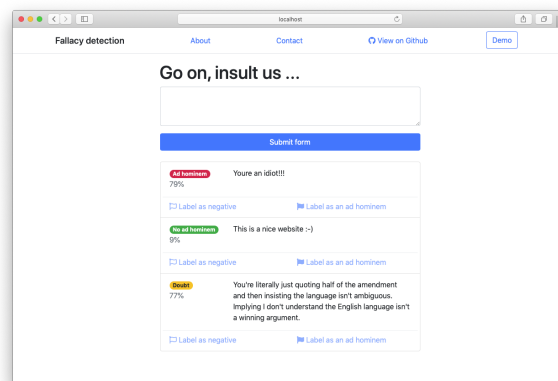 localhost
Fallacy detection
About
Contact
View on Github
Demo
Go on, insult us ...
Submit form
Ad hominem
Youre an idiot!!!
79%
Label as negative
Label as an ad hominem
No ad hominem
This is a nice website :-)
9%
Label as negative
Label as an ad hominem
Doubt
77%
You're literally just quoting half of the amendment
and then insisting the language isn't ambiguous.
Implying I don't understand the English language isn't
a winning argument.
Label as negative
Label as an ad hominem